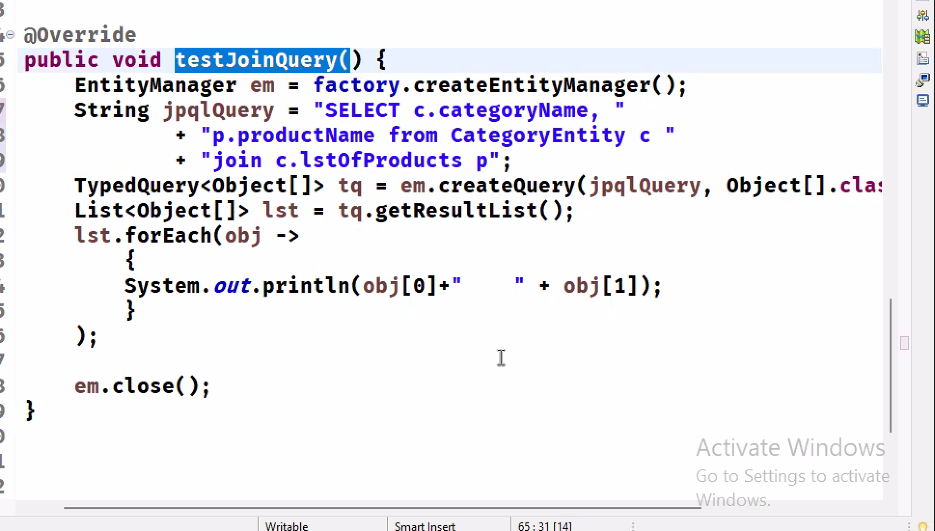 @Override
public void testJoinQuery() {
EntityManager em = factory.createEntityManager();
String jpqlQuery = "SELECT c.categoryName, "
+ "p.productName from CategoryEntity c "
+ "join c.lstOfProducts p";
TypedQuery<Object[]> tq = em.createQuery(jpqlQuery, Object[].clas
List<Object[]> lst = tq.getResultList();
lst.forEach(obj ->
{
System.out.println(obj[0]+"    " + obj[1]);
}
);
em.close();
}
Activate Windows
Go to Settings to activate
Windows.
Writable
Smart Insert
65 : 31 [14]